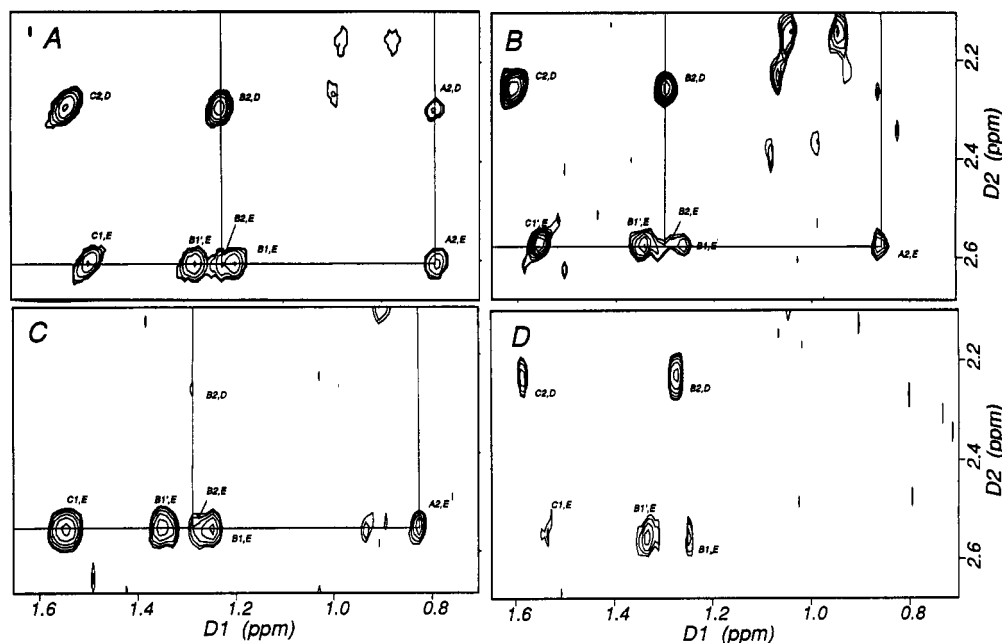 A
C2,D
B2,D
A2,D
B2,E
C1,E
B1',E
B1,E
A2,E
B
C2,D
B2,D
B2,E
C1',E
B1',E
B1,E
A2,E
2.2
2.4
2.6
D2 (ppm)
C
B2,D
C1,E
B1',E
B2,E
A2,E
B1,E
1.6
1.4
1.2
1.0
0.8
D1 (ppm)
D
C2,D
B2,D
C1,E
B1',E
B1,E
2.2
2.4
2.6
D2 (ppm)
1.6
1.4
1.2
1.0
0.8
D1 (ppm)